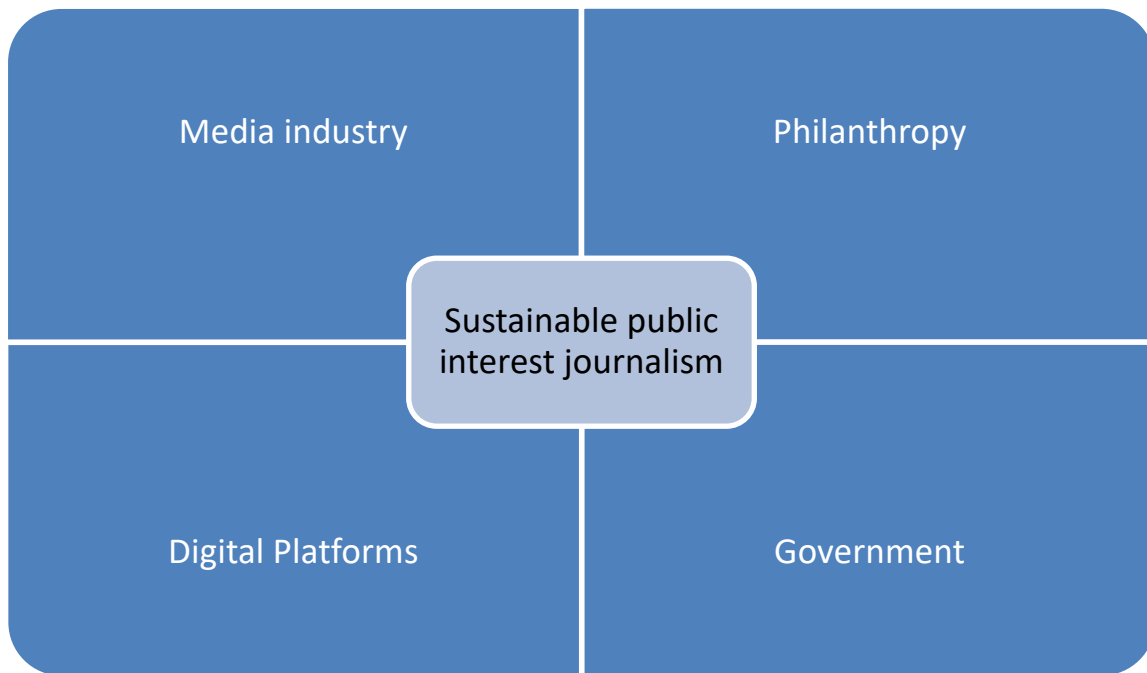 Media industry
Philanthropy
Sustainable public
interest journalism
Digital Platforms
Government